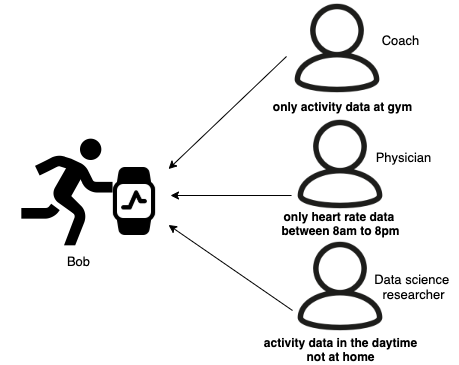 Coach
only activity data at gym
Physician
only heart rate data
between 8am to 8pm
Bob
Data science
researcher
activity data in the daytime
not at home